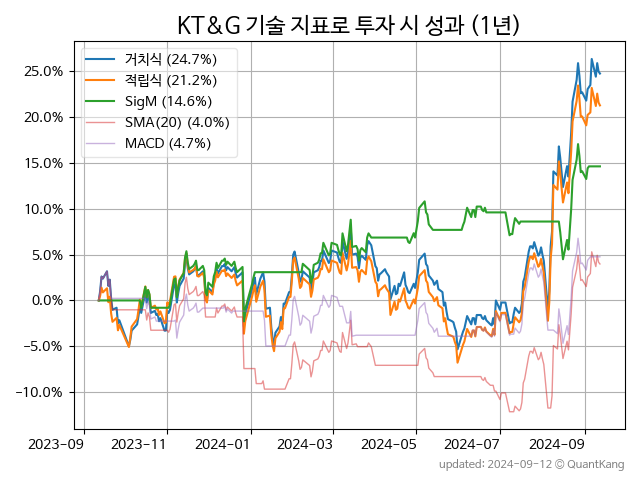 KT&G 기술 지표로 투자 시 성과 (1년)
거치식 (24.7%)
적립식 (21.2%)
SigM (14.6%)
SMA(20) (4.0%)
MACD (4.7%)
25.0%
20.0%
15.0%
10.0%
5.0%
0.0%
−5.0%
−10.0%
2023-09 2023-11 2024-01 2024-03 2024-05 2024-07 2024-09
updated: 2024-09-12 © QuantKang